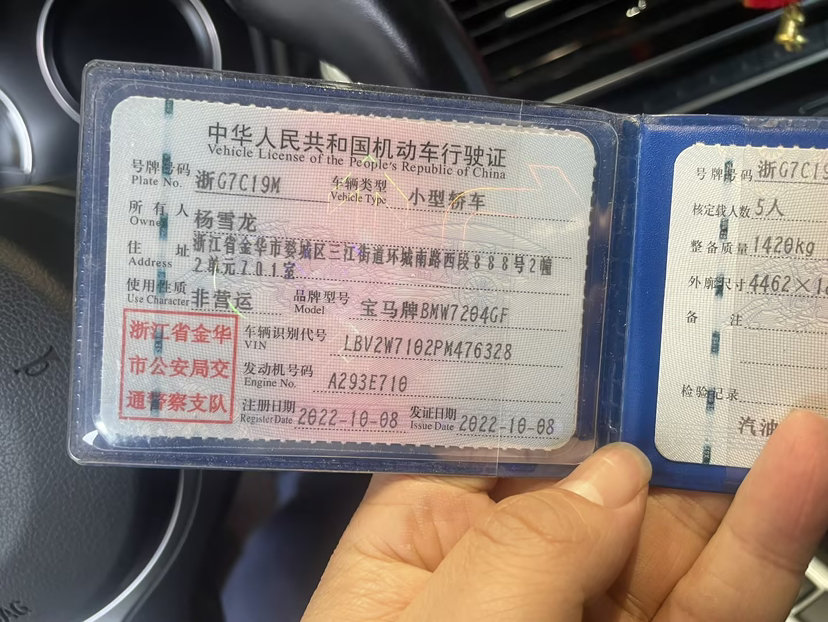 中华人民共和国机动车行驶证
Vehicle License of the People's Republic of China
号牌号码 浙G7C19M 车辆类型 小型轿车
Plate No. Vehicle Type
所有人 杨雪龙
Owner
住址 浙江省金华市婺城区三江街道环城南路西段888号2幢
Address 2单元701室
使用性质 非营运 品牌型号 宝马牌BMW7204GF
Use Character Model
浙江省金华
市公安局交
通警察支队
车辆识别代号 LBV2W7102PM476328
VIN
发动机号码 A293E710
Engine No.
注册日期 2022-10-08 发证日期 2022-10-08
Register Date Issue Date
号牌号码 浙G7C19
核定载人数 5人
整备质量 1420kg
外廓尺寸 4462×
备注
检验记录
汽油
AG